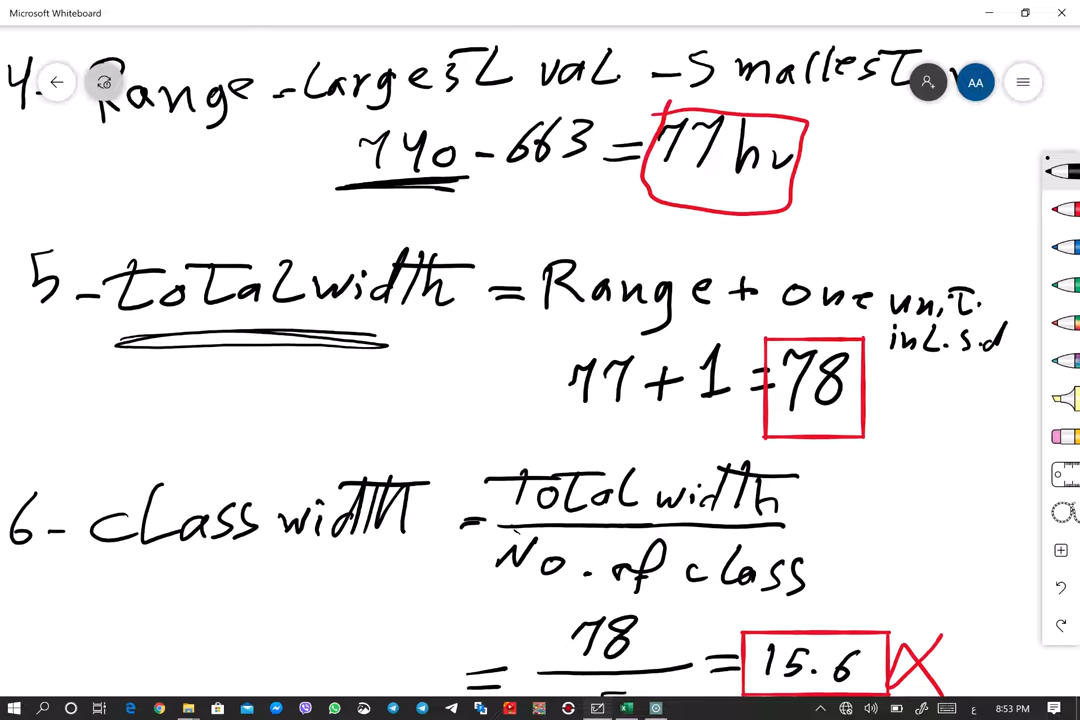 Microsoft Whiteboard
4- Range = Largest val - Smallest
740 - 663 = 77 hr
AA
5- Total width = Range + one unit.
in L.s.d
77 + 1 = 78
6- class width = Total width
No. of class
= 78 = 15.6
8:53 PM